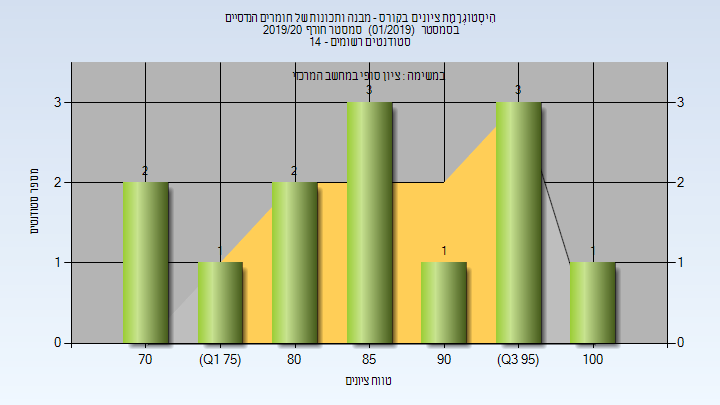 הִיסְטוֹגְרָמַת ציונים בקורס - מבנה ותכונות של חומרים הנדסיים
בסמסטר (01/2019) סמסטר חורף 2019/20
סטודנטים רשומים - 14
במשימה : ציון סופי במחשב המרכזי
מספר סטודנטים
3
2
1
0
2
1
2
3
1
3
1
3
2
1
0
70
(Q1 75)
80
85
90
(Q3 95)
100
טווח ציונים